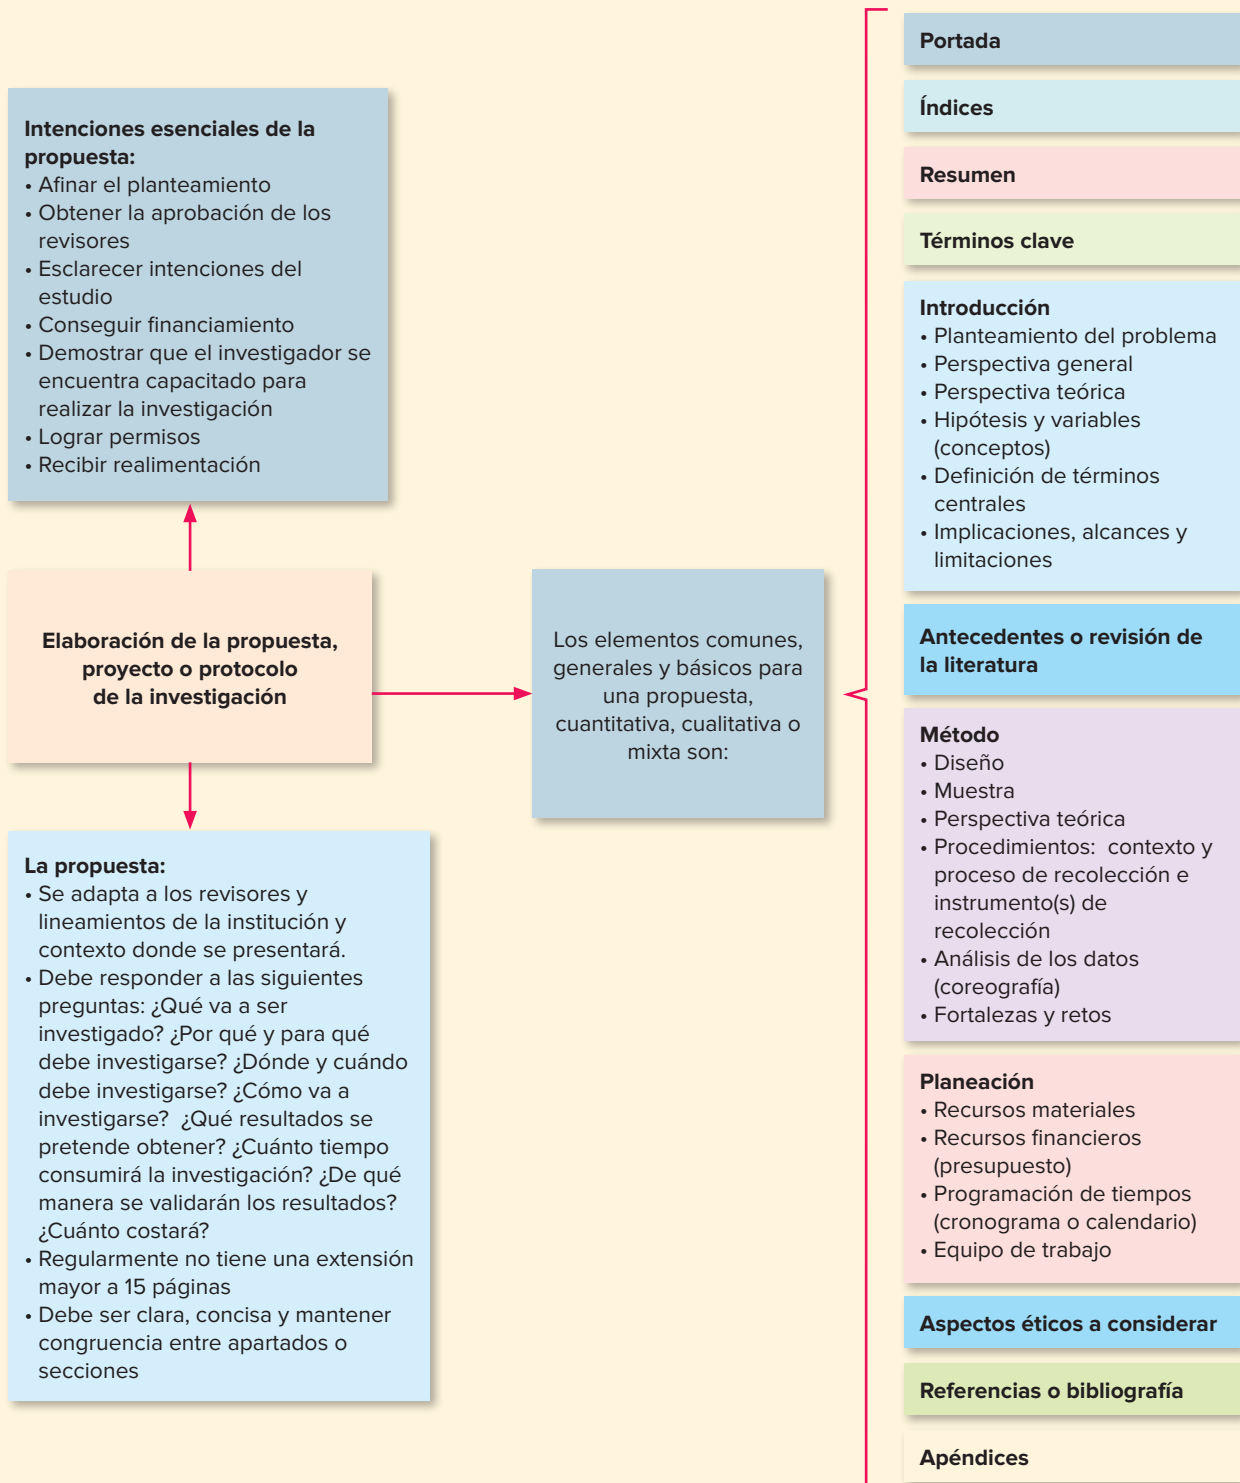 Intenciones esenciales de la
propuesta:
• Afinar el planteamiento
• Obtener la aprobación de los
revisores
• Esclarecer intenciones del
estudio
• Conseguir financiamiento
• Demostrar que el investigador se
encuentra capacitado para
realizar la investigación
• Lograr permisos
• Recibir realimentación
Elaboración de la propuesta,
proyecto o protocolo
de la investigación
La propuesta:
• Se adapta a los revisores y
lineamientos de la institución y
contexto donde se presentará.
• Debe responder a las siguientes
preguntas: ¿Qué va a ser
investigado? ¿Por qué y para qué
debe investigarse? ¿Dónde y cuándo
debe investigarse? ¿Cómo va a
investigarse? ¿Qué resultados se
pretende obtener? ¿Cuánto tiempo
consumirá la investigación? ¿De qué
manera se validarán los resultados?
¿Cuánto costará?
• Regularmente no tiene una extensión
mayor a 15 páginas
• Debe ser clara, concisa y mantener
congruencia entre apartados o
secciones
Los elementos comunes,
generales y básicos para
una propuesta,
cuantitativa, cualitativa o
mixta son:
Portada
Índices
Resumen
Términos clave
Introducción
• Planteamiento del problema
• Perspectiva general
• Perspectiva teórica
• Hipótesis y variables
(conceptos)
• Definición de términos
centrales
• Implicaciones, alcances y
limitaciones
Antecedentes o revisión de
la literatura
Método
• Diseño
• Muestra
• Perspectiva teórica
• Procedimientos: contexto y
proceso de recolección e
instrumento(s) de
recolección
• Análisis de los datos
(coreografía)
• Fortalezas y retos
Planeación
• Recursos materiales
• Recursos financieros
(presupuesto)
• Programación de tiempos
(cronograma o calendario)
• Equipo de trabajo
Aspectos éticos a considerar
Referencias o bibliografía
Apéndices